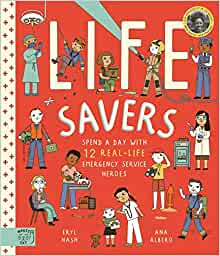 LIFE
SAVERS
SPEND A DAY WITH
12 REAL-LIFE
EMERGENCY SERVICE
HEROES
ERYL
NASH
ANA
ALBERO